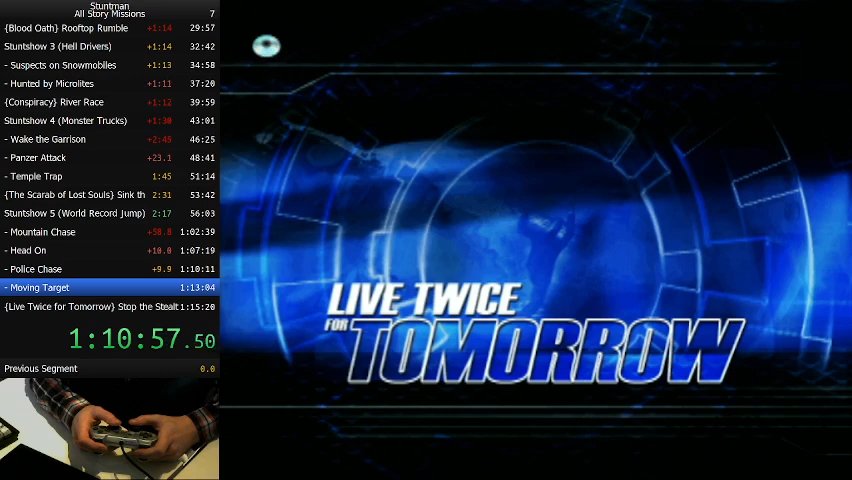 Stuntman
All Story Missions 7
{Blood Oath} Rooftop Rumble +1:14 29:57
Stuntshow 3 (Hell Drivers) +1:14 32:42
- Suspects on Snowmobiles +1:13 34:58
- Hunted by Microlites +1:11 37:20
{Conspiracy} River Race +1:12 39:59
Stuntshow 4 (Monster Trucks) +1:30 43:01
- Wake the Garrison +2:45 46:25
- Panzer Attack +23.1 48:41
- Temple Trap 1:45 51:14
{The Scarab of Lost Souls} Sink th 2:31 53:42
Stuntshow 5 (World Record Jump) 2:17 56:03
- Mountain Chase +58.8 1:02:39
- Head On +10.0 1:07:19
- Police Chase +9.9 1:10:11
- Moving Target 1:13:04
{Live Twice for Tomorrow} Stop the Stealt 1:15:20
1:10:57.50
Previous Segment 0.0
LIVE TWICE
FOR TOMORROW